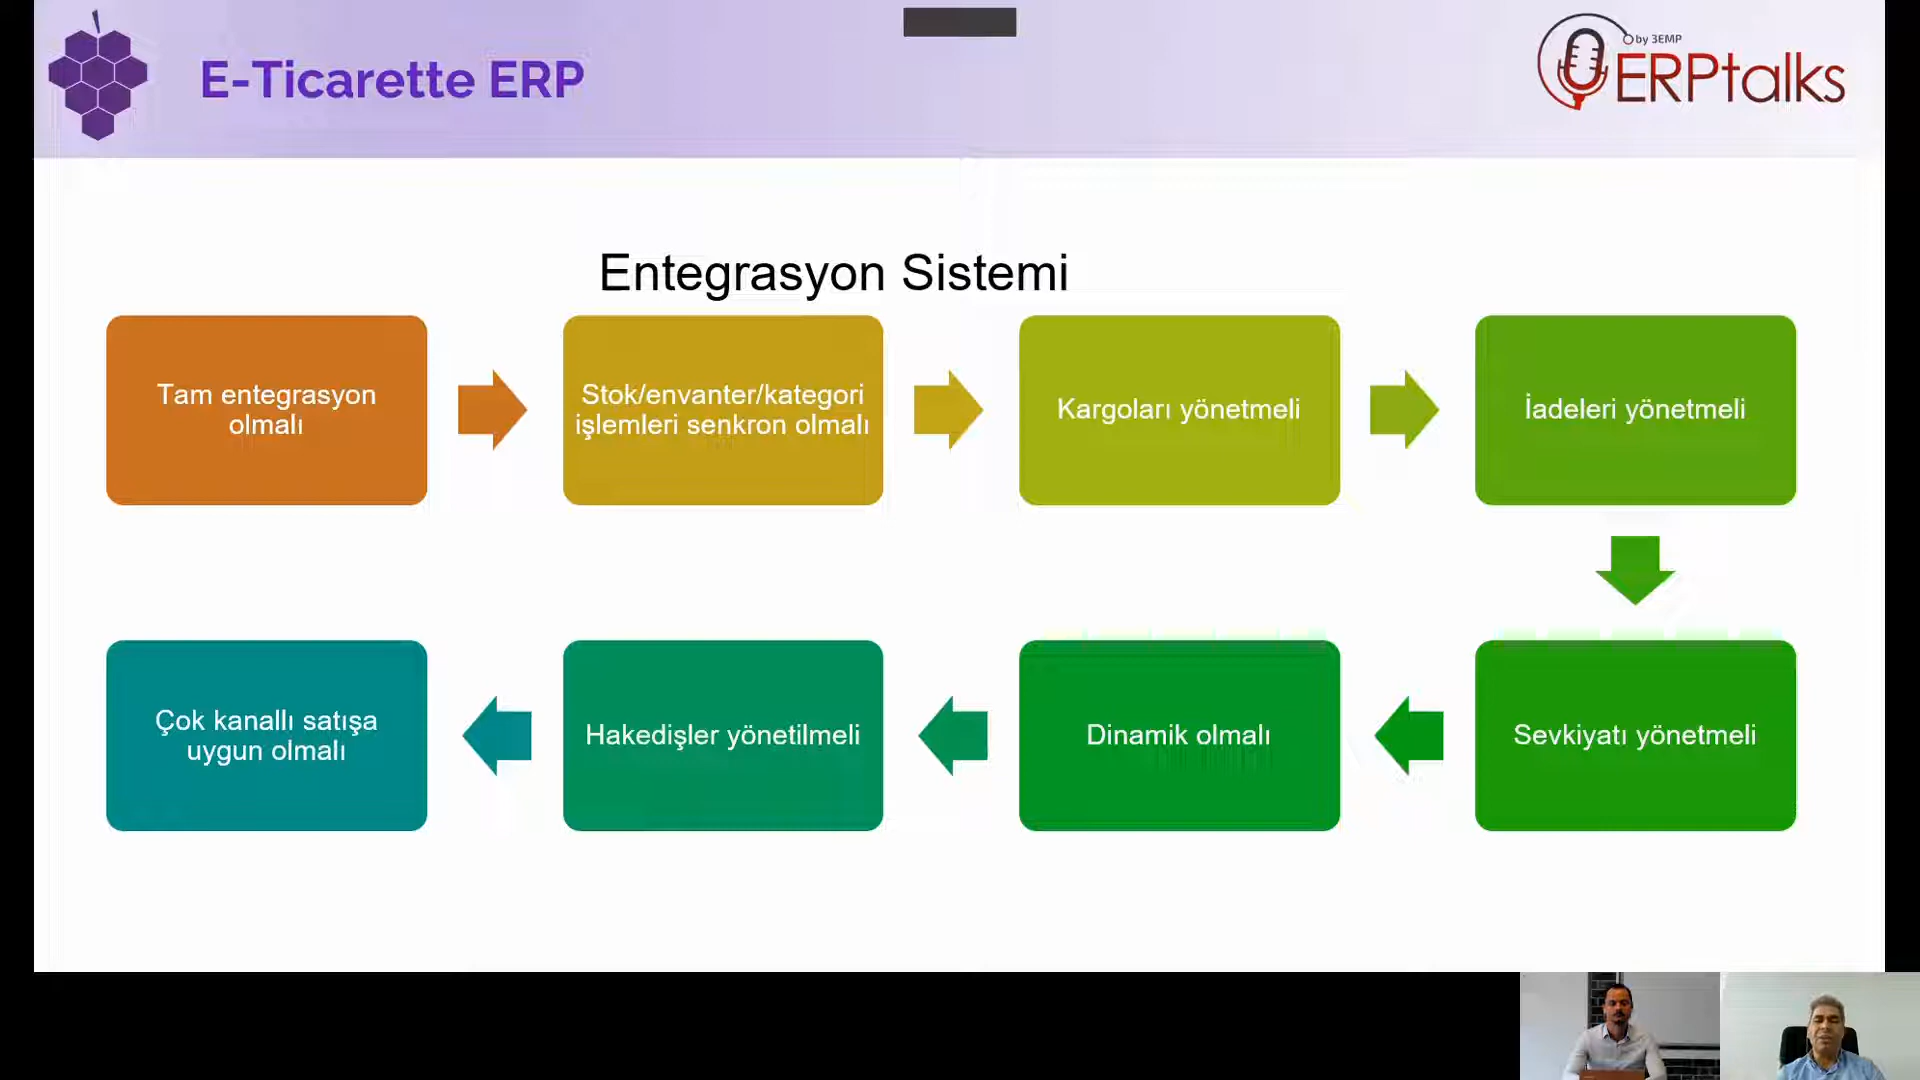 E-Ticarette ERP
by 3EMP
ERPtalks
Entegrasyon Sistemi
Tam entegrasyon
olmalı
Stok/envanter/kategori
işlemleri senkron olmalı
Kargoları yönetmeli
İadeleri yönetmeli
Sevkiyatı yönetmeli
Dinamik olmalı
Hakedişler yönetilmeli
Çok kanallı satışa
uygun olmalı